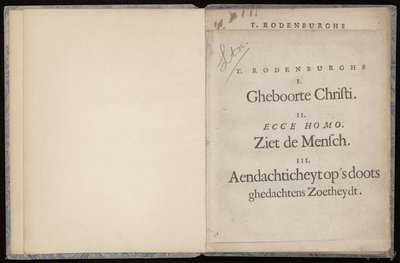 T. RODENBURGHS
T. RODENBURGHS
I.
Gheboorte Chriſti.
II.
ECCE HOMO.
Ziet de Menſch.
III.
Aendachticheyt op's doots
ghedachtens Zoetheydt.